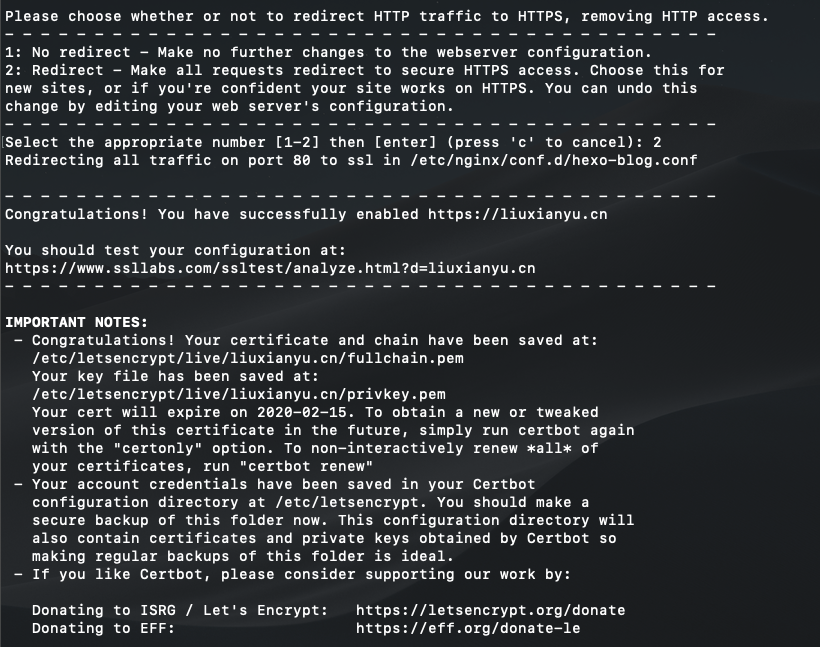 Please choose whether or not to redirect HTTP traffic to HTTPS, removing HTTP access.
- - - - - - - - - - - - - - - - - - - - - - - - - - - - - - - - - - - - - - - -
1: No redirect - Make no further changes to the webserver configuration.
2: Redirect - Make all requests redirect to secure HTTPS access. Choose this for
new sites, or if you're confident your site works on HTTPS. You can undo this
change by editing your web server's configuration.
- - - - - - - - - - - - - - - - - - - - - - - - - - - - - - - - - - - - - - - -
Select the appropriate number [1-2] then [enter] (press 'c' to cancel): 2
Redirecting all traffic on port 80 to ssl in /etc/nginx/conf.d/hexo-blog.conf
- - - - - - - - - - - - - - - - - - - - - - - - - - - - - - - - - - - - - - - -
Congratulations! You have successfully enabled https://liuxianyu.cn
You should test your configuration at:
https://www.ssllabs.com/ssltest/analyze.html?d=liuxianyu.cn
- - - - - - - - - - - - - - - - - - - - - - - - - - - - - - - - - - - - - - - -
IMPORTANT NOTES:
- Congratulations! Your certificate and chain have been saved at:
/etc/letsencrypt/live/liuxianyu.cn/fullchain.pem
Your key file has been saved at:
/etc/letsencrypt/live/liuxianyu.cn/privkey.pem
Your cert will expire on 2020-02-15. To obtain a new or tweaked
version of this certificate in the future, simply run certbot again
with the "certonly" option. To non-interactively renew *all* of
your certificates, run "certbot renew"
- Your account credentials have been saved in your Certbot
configuration directory at /etc/letsencrypt. You should make a
secure backup of this folder now. This configuration directory will
also contain certificates and private keys obtained by Certbot so
making regular backups of this folder is ideal.
- If you like Certbot, please consider supporting our work by:
Donating to ISRG / Let's Encrypt: https://letsencrypt.org/donate
Donating to EFF: https://eff.org/donate-le